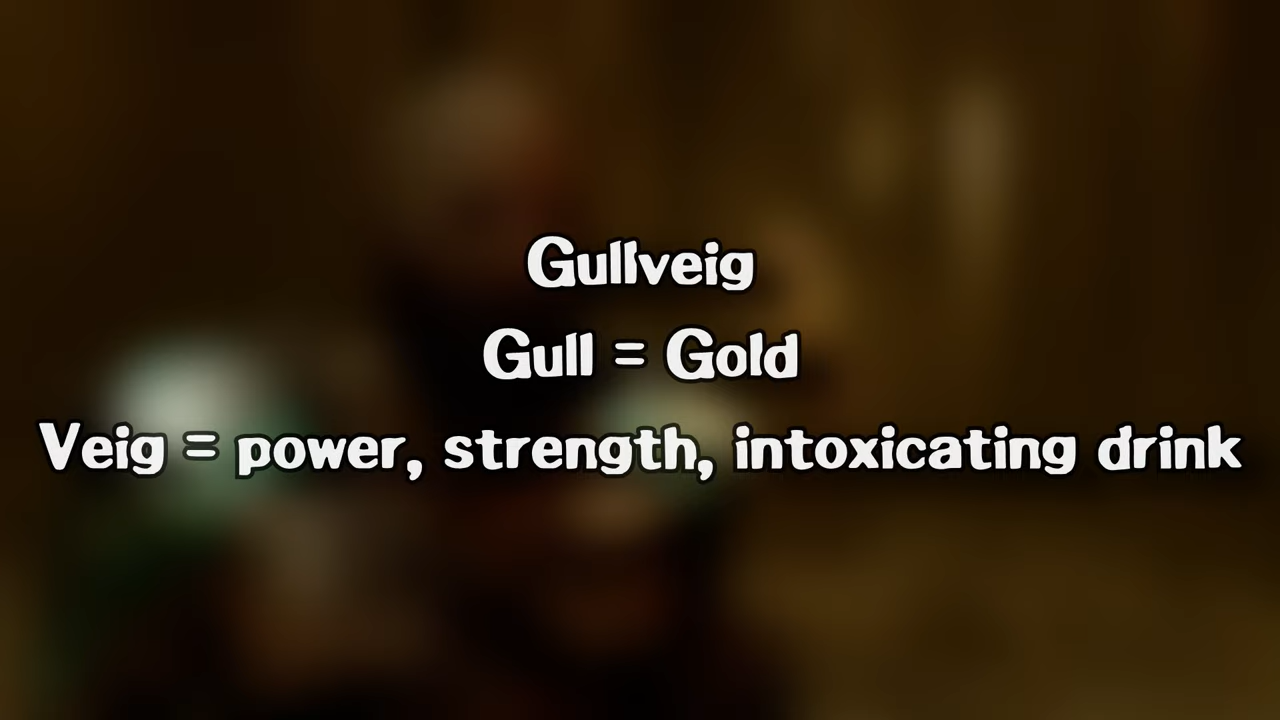 Gullveig
Gull = Gold
Veig = power, strength, intoxicating drink